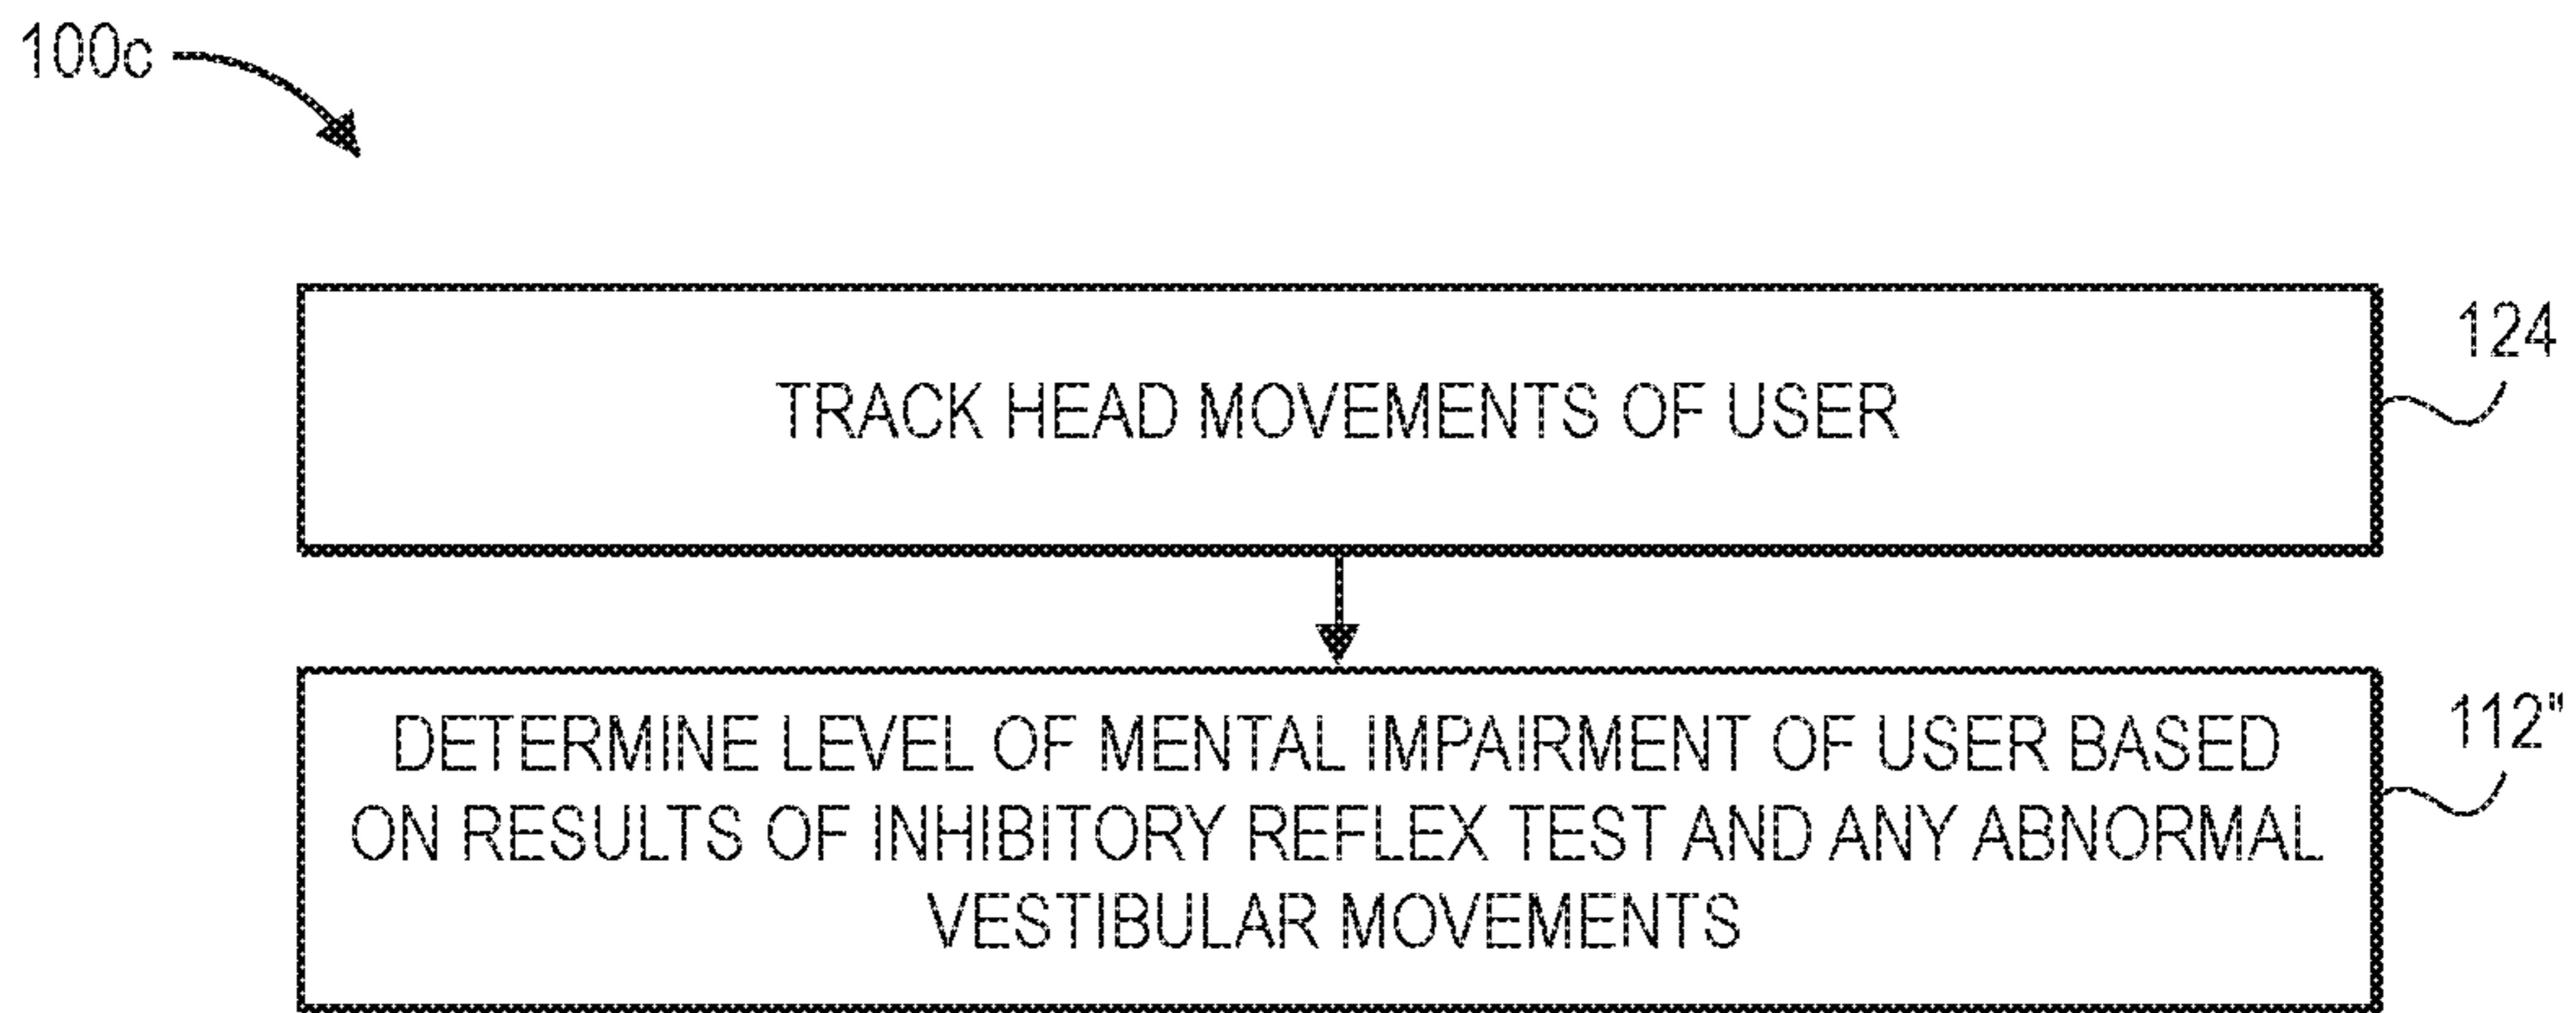 100c
TRACK HEAD MOVEMENTS OF USER
124
DETERMINE LEVEL OF MENTAL IMPAIRMENT OF USER BASED
ON RESULTS OF INHIBITORY REFLEX TEST AND ANY ABNORMAL
VESTIBULAR MOVEMENTS
112"